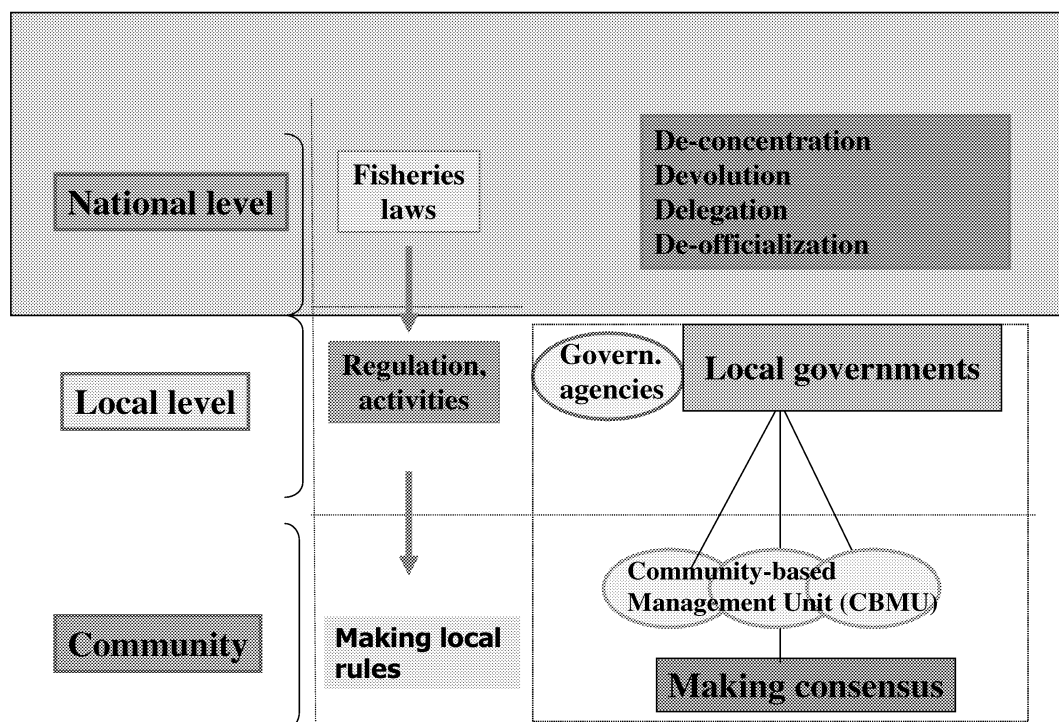 De-concentration
Devolution
Delegation
De-officialization
National level
Fisheries
laws
Local level
Regulation,
activities
Govern.
agencies
Local governments
Community
Making local
rules
Community-based
Management Unit (CBMU)
Making consensus